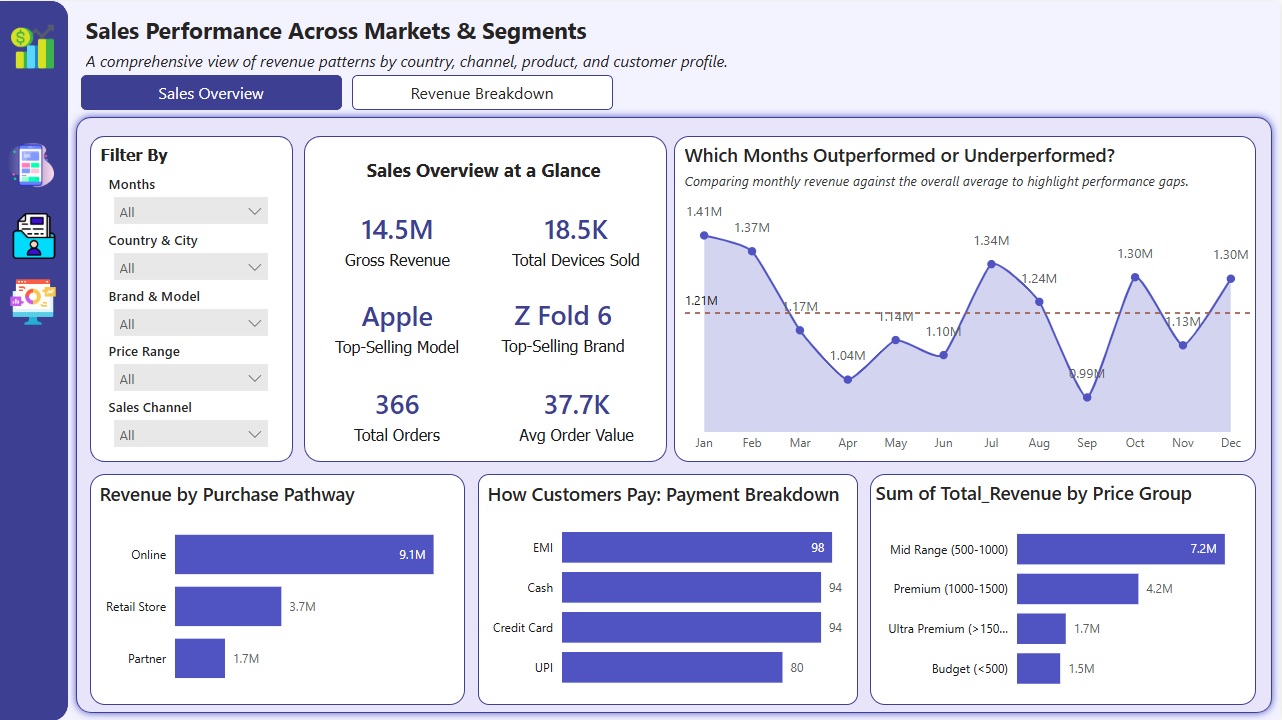 Sales Performance Across Markets & Segments
A comprehensive view of revenue patterns by country, channel, product, and customer profile.
Sales Overview
Revenue Breakdown
Filter By
Months
All
Country & City
All
Brand & Model
All
Price Range
All
Sales Channel
All
Sales Overview at a Glance
14.5M
Gross Revenue
18.5K
Total Devices Sold
Apple
Top-Selling Model
Z Fold 6
Top-Selling Brand
366
Total Orders
37.7K
Avg Order Value
Which Months Outperformed or Underperformed?
Comparing monthly revenue against the overall average to highlight performance gaps.
1.41M
1.37M
1.17M
1.04M
1.14M
1.10M
1.34M
1.24M
0.99M
1.30M
1.13M
1.30M
1.21M
Jan
Feb
Mar
Apr
May
Jun
Jul
Aug
Sep
Oct
Nov
Dec
Revenue by Purchase Pathway
Online 9.1M
Retail Store 3.7M
Partner 1.7M
How Customers Pay: Payment Breakdown
EMI 98
Cash 94
Credit Card 94
UPI 80
Sum of Total_Revenue by Price Group
Mid Range (500-1000) 7.2M
Premium (1000-1500) 4.2M
Ultra Premium (>150... 1.7M
Budget (<500) 1.5M